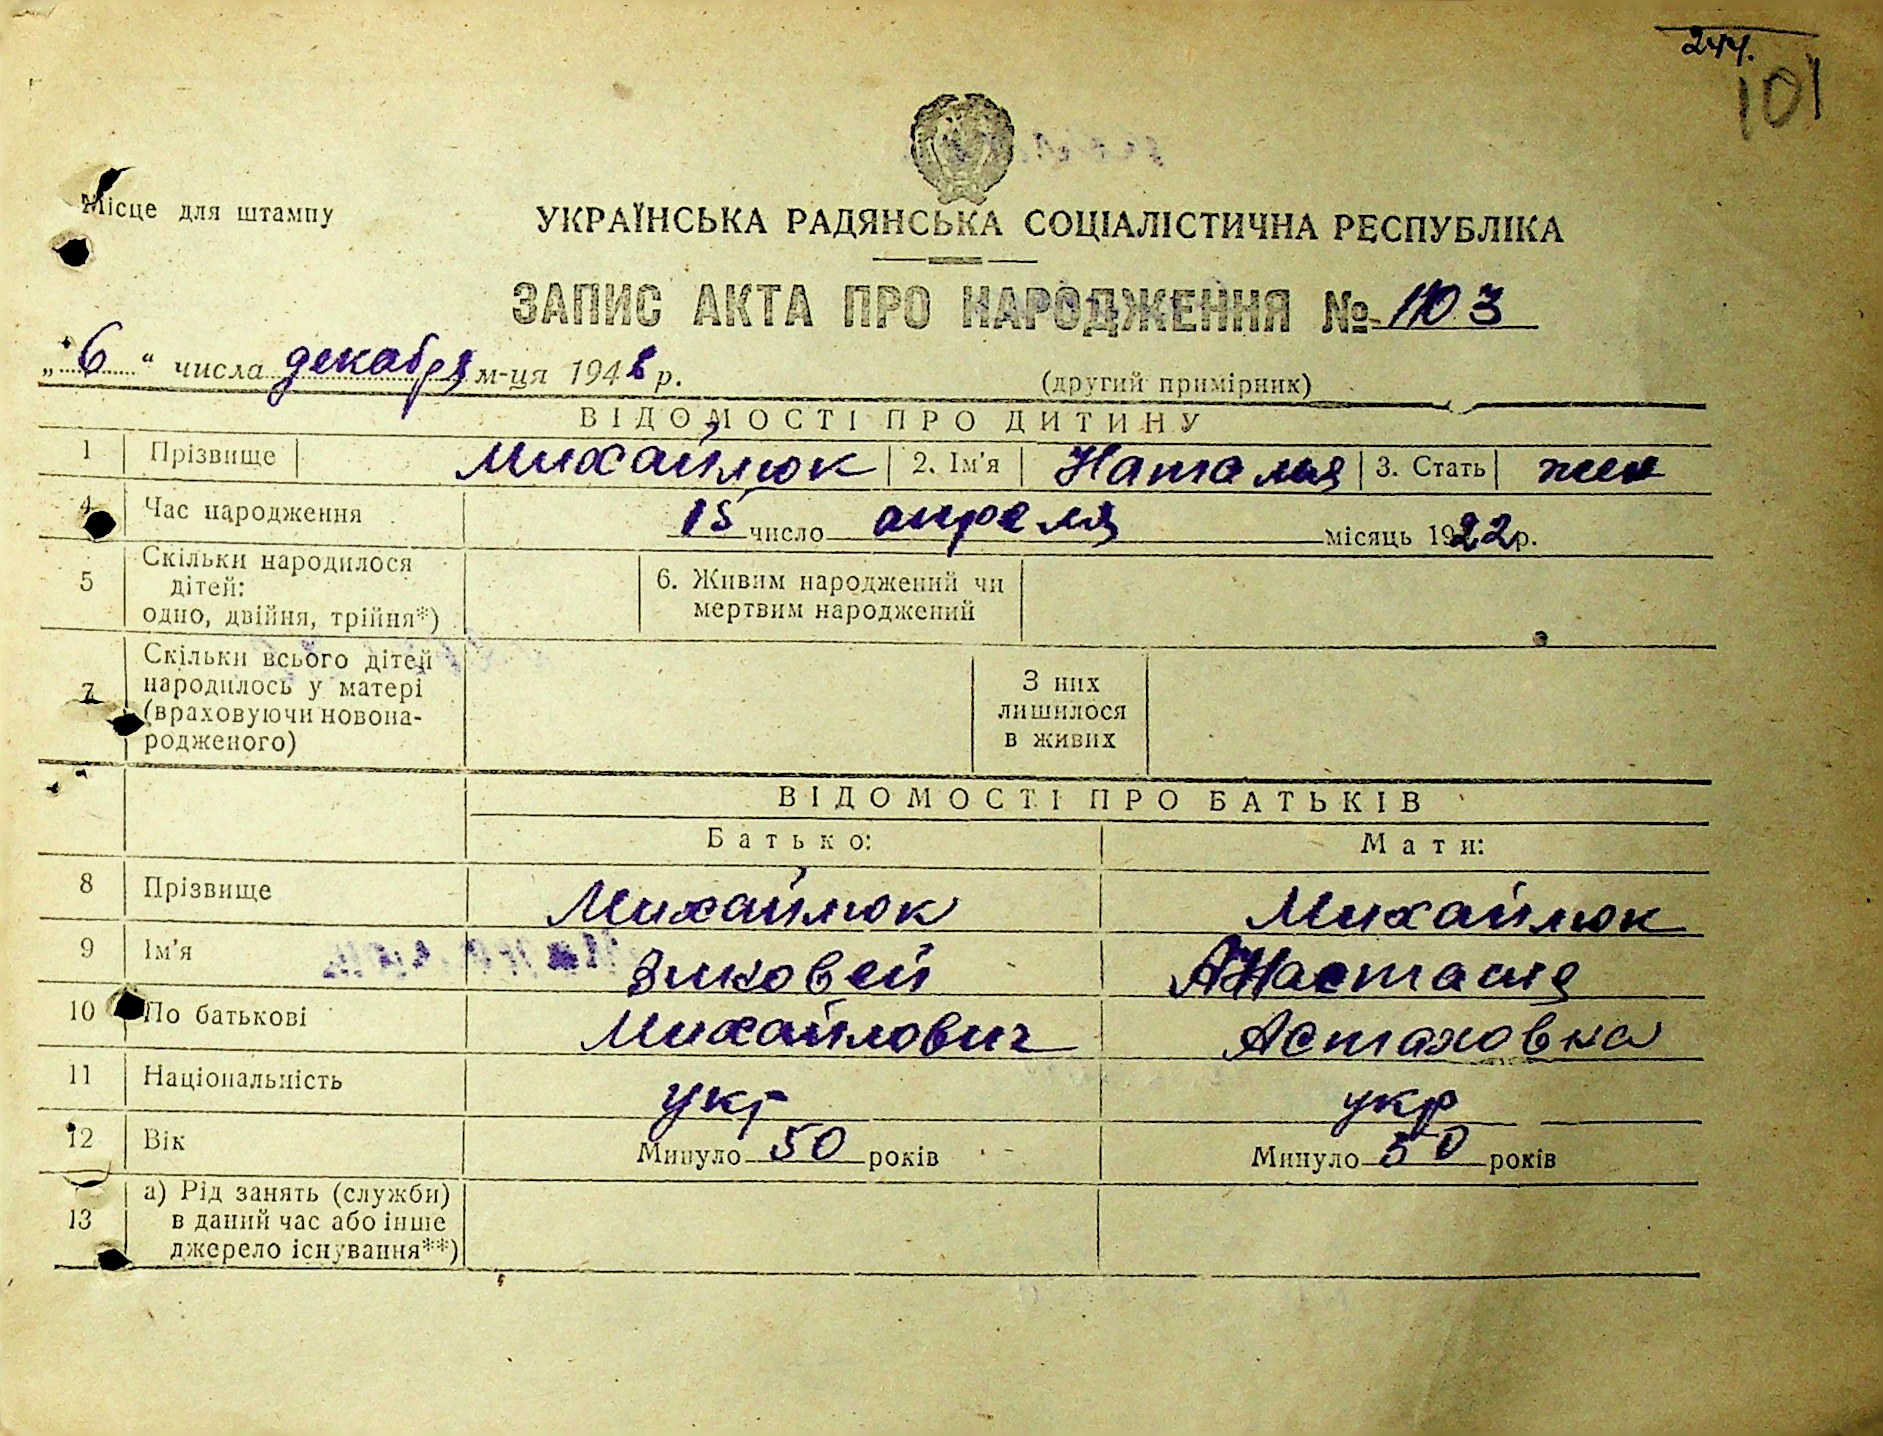 244.
101
Місце для штампу
УКРАЇНСЬКА РАДЯНСЬКА СОЦІАЛІСТИЧНА РЕСПУБЛІКА
ЗАПИС АКТА ПРО НАРОДЖЕННЯ № 1103
„6“ числа декабря м-ця 1948 р.
(другий примірник)
ВІДОМОСТІ ПРО ДИТИНУ
1 Прізвище Михайлюк 2. Ім'я Наталья 3. Стать жен
4 Час народження 15 число апреля місяць 1922 р.
5 Скільки народилося дітей: одно, двійня, трійня*) 6. Живим народжений чи мертвим народжений
7 Скільки всього дітей народилось у матері (враховуючи новонародженого) З них лишилося в живих
ВІДОМОСТІ ПРО БАТЬКІВ
Батько: Мати:
8 Прізвище Михайлюк Михайлюк
9 Ім'я Зиновей Анастасия
10 По батькові Михайлович Астаховна
11 Національність укр укр
12 Вік Минуло 50 років Минуло 50 років
13 а) Рід занять (служби) в даний час або інше джерело існування**)